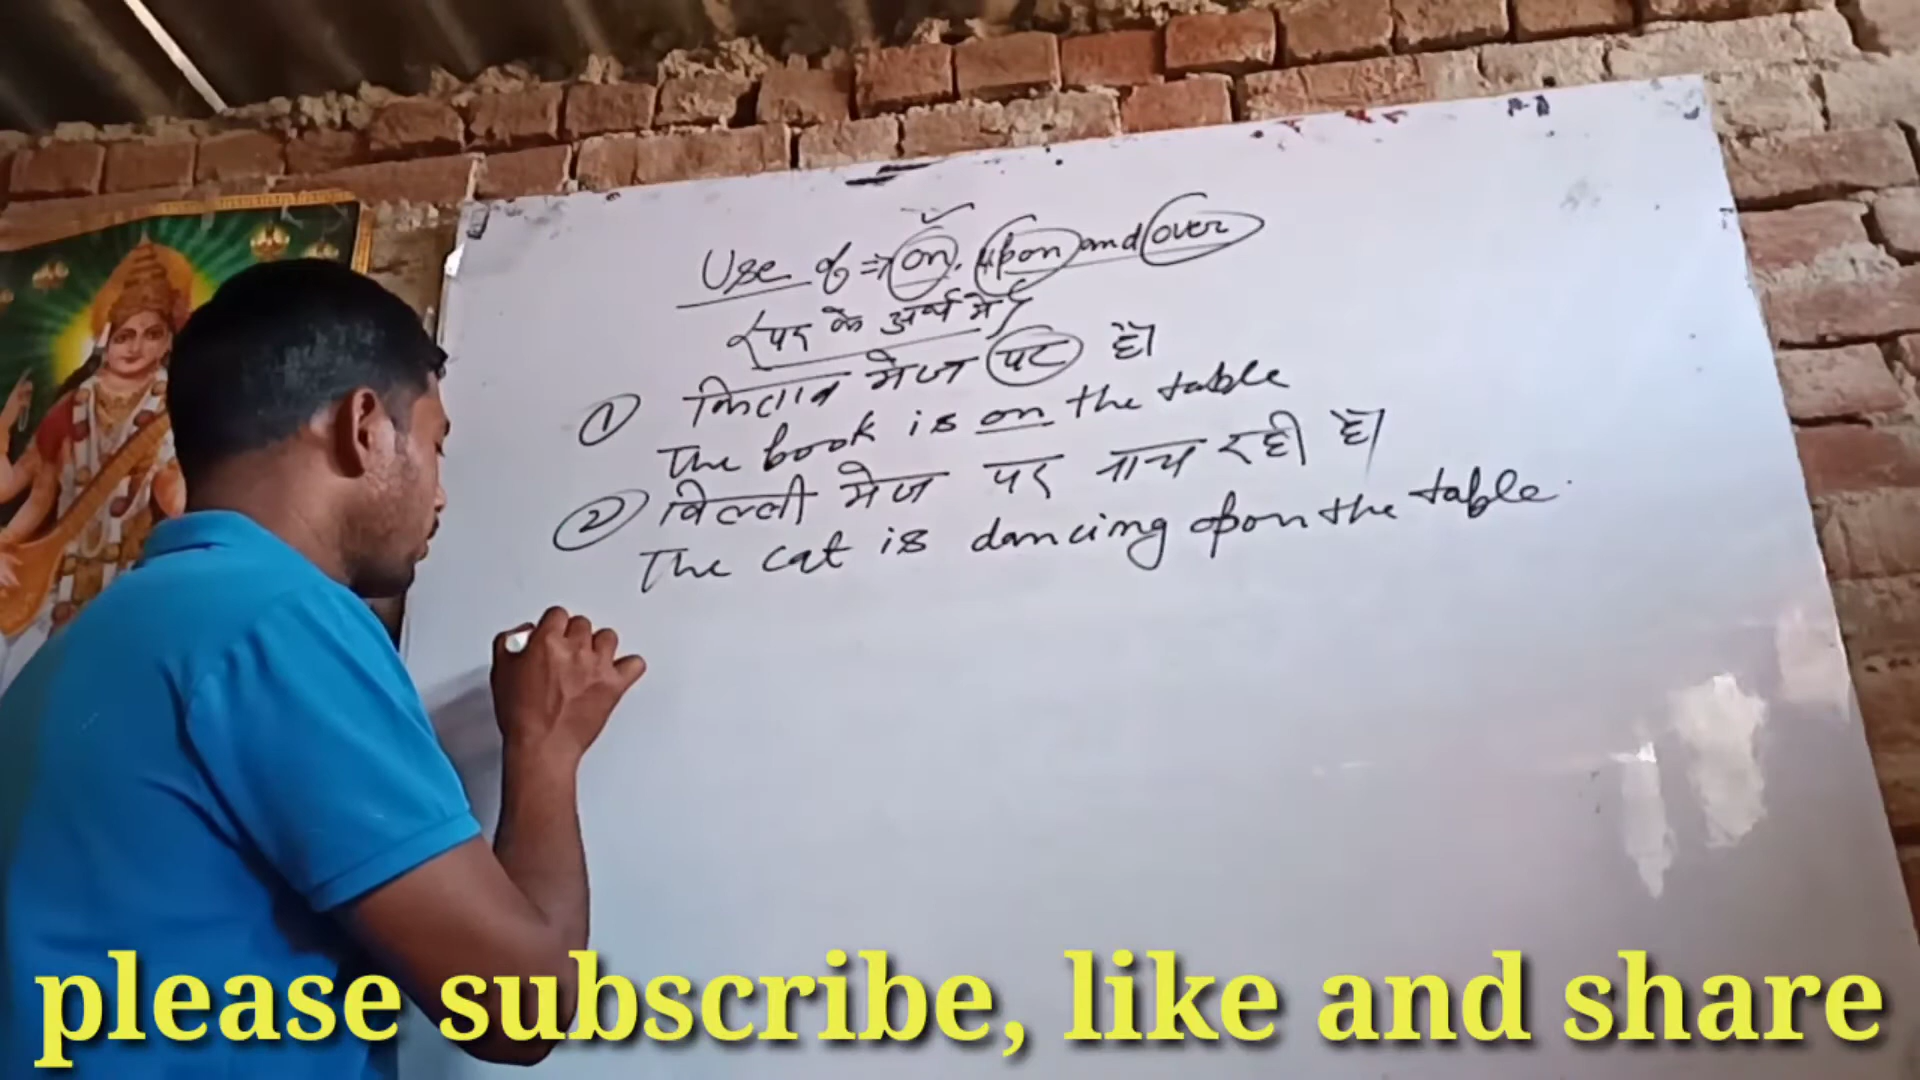 Use of ⇒ on, upon and over
{पर के अर्थ में}
① किताब मेज पर है।
The book is on the table
② बिल्ली मेज पर नाच रही है।
The cat is dancing upon the table.
please subscribe, like and share